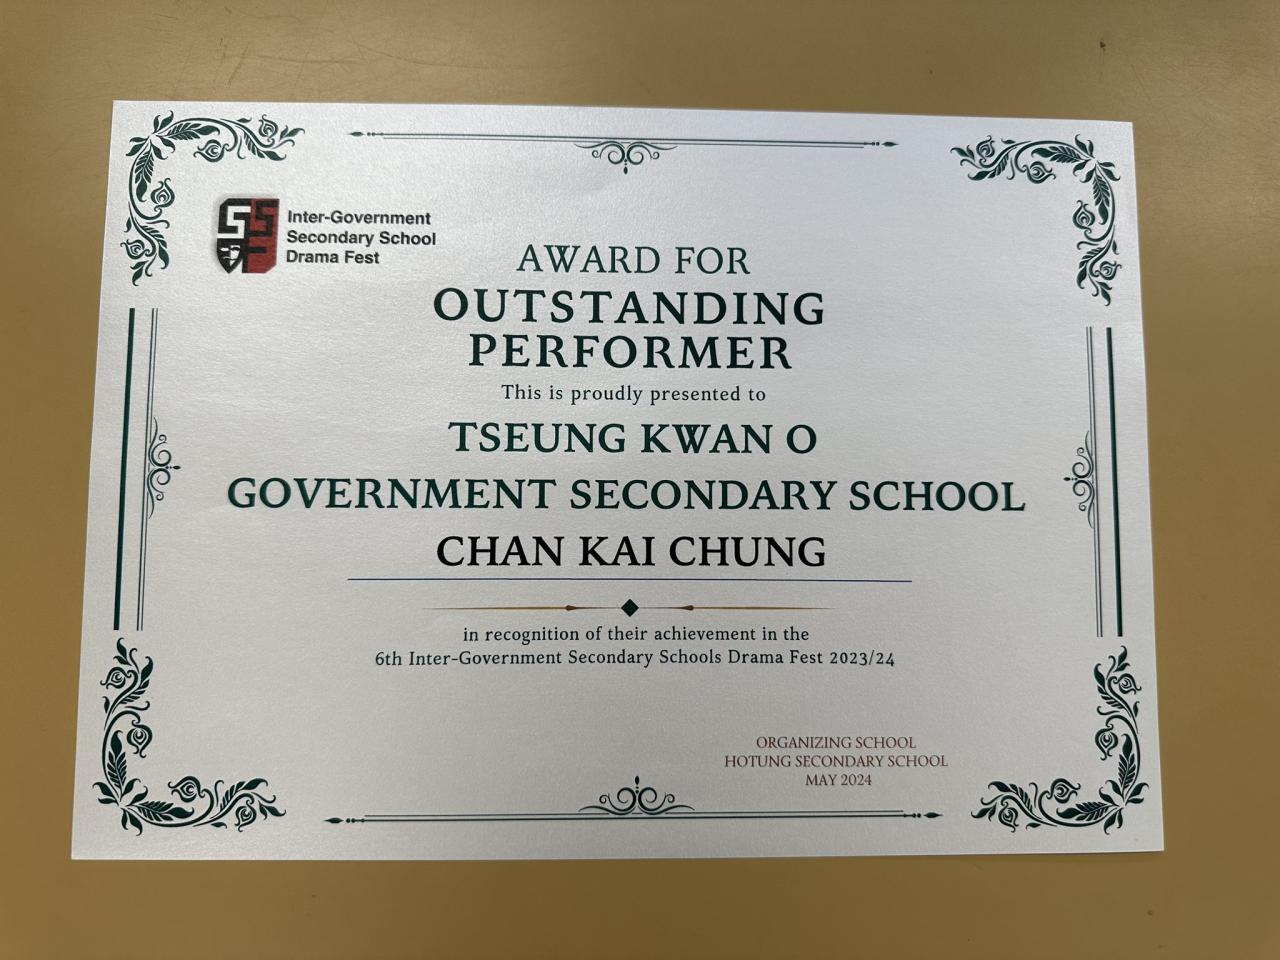 Inter-Government
Secondary School
Drama Fest
AWARD FOR
OUTSTANDING
PERFORMER
This is proudly presented to
TSEUNG KWAN O
GOVERNMENT SECONDARY SCHOOL
CHAN KAI CHUNG
in recognition of their achievement in the
6th Inter-Government Secondary Schools Drama Fest 2023/24
ORGANIZING SCHOOL
HOTUNG SECONDARY SCHOOL
MAY 2024